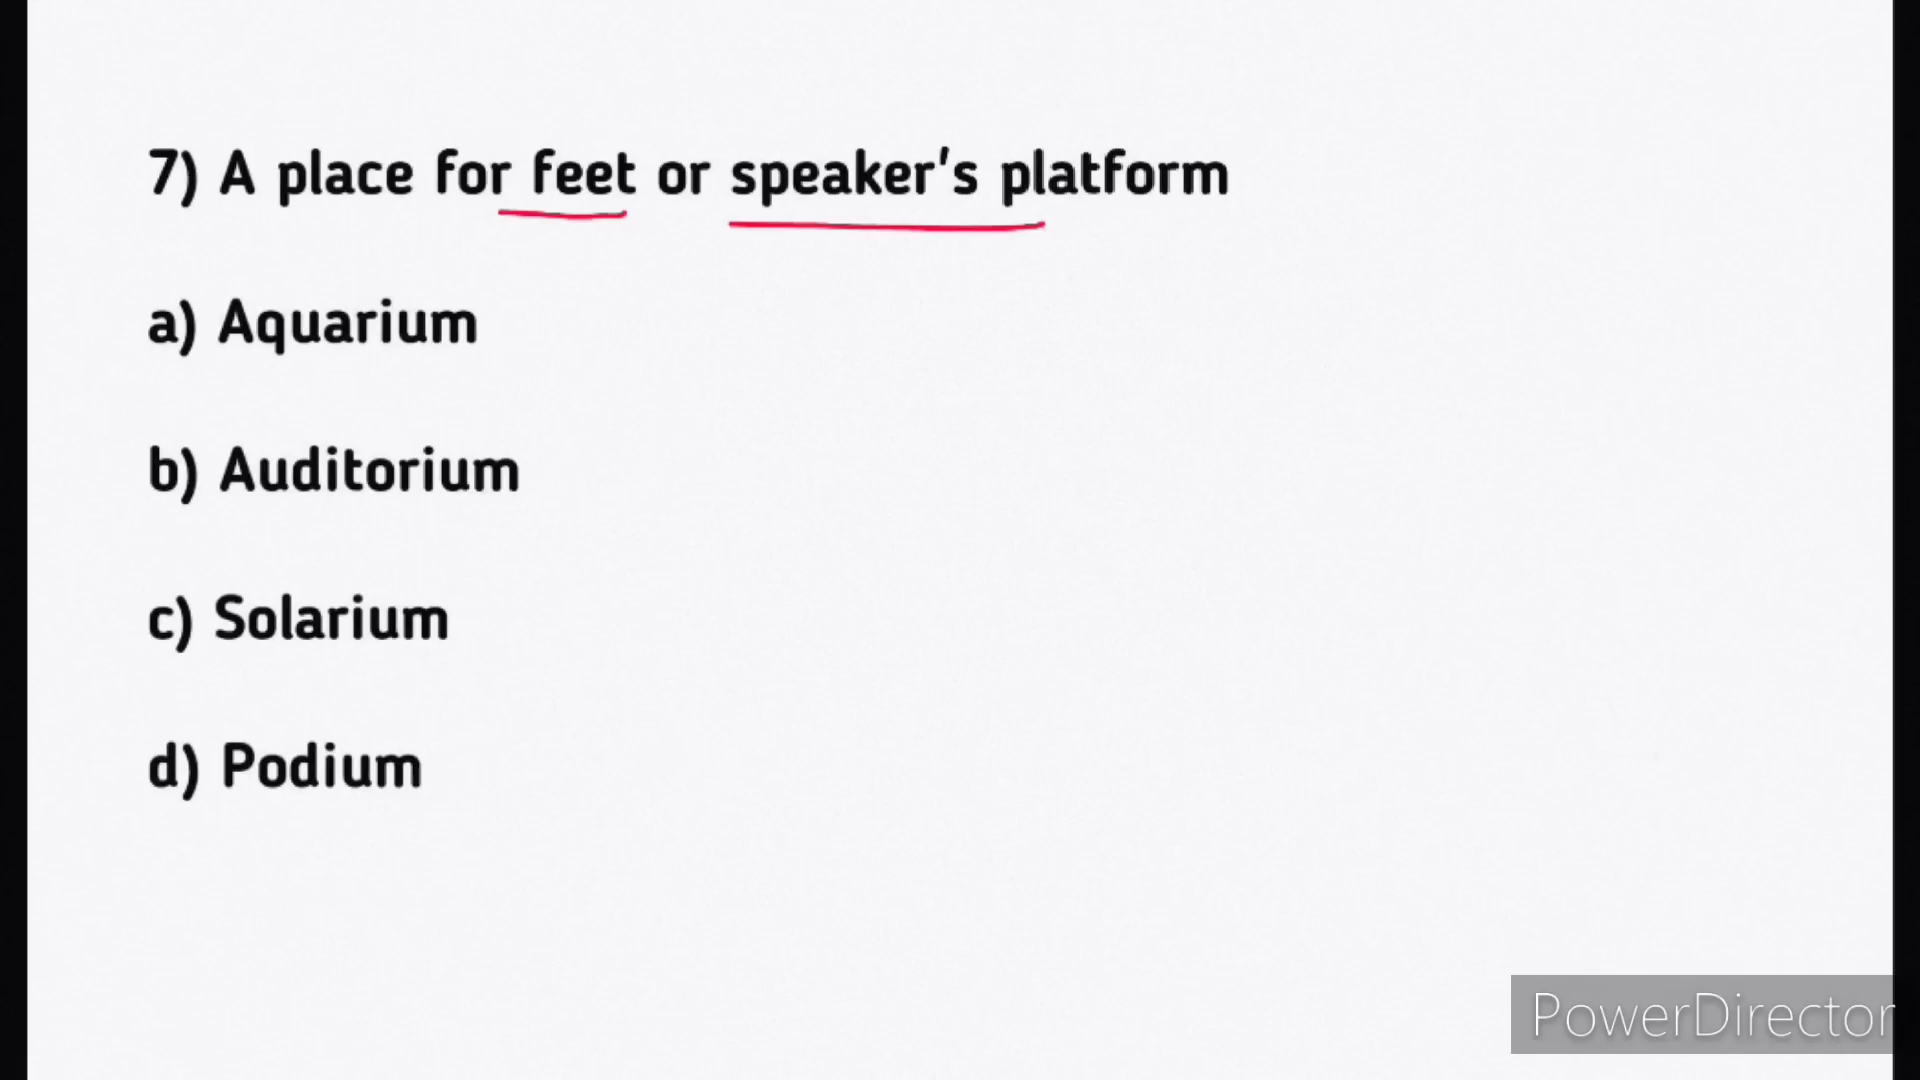 7) A place for feet or speaker's platform
a) Aquarium
b) Auditorium
c) Solarium
d) Podium
PowerDirector